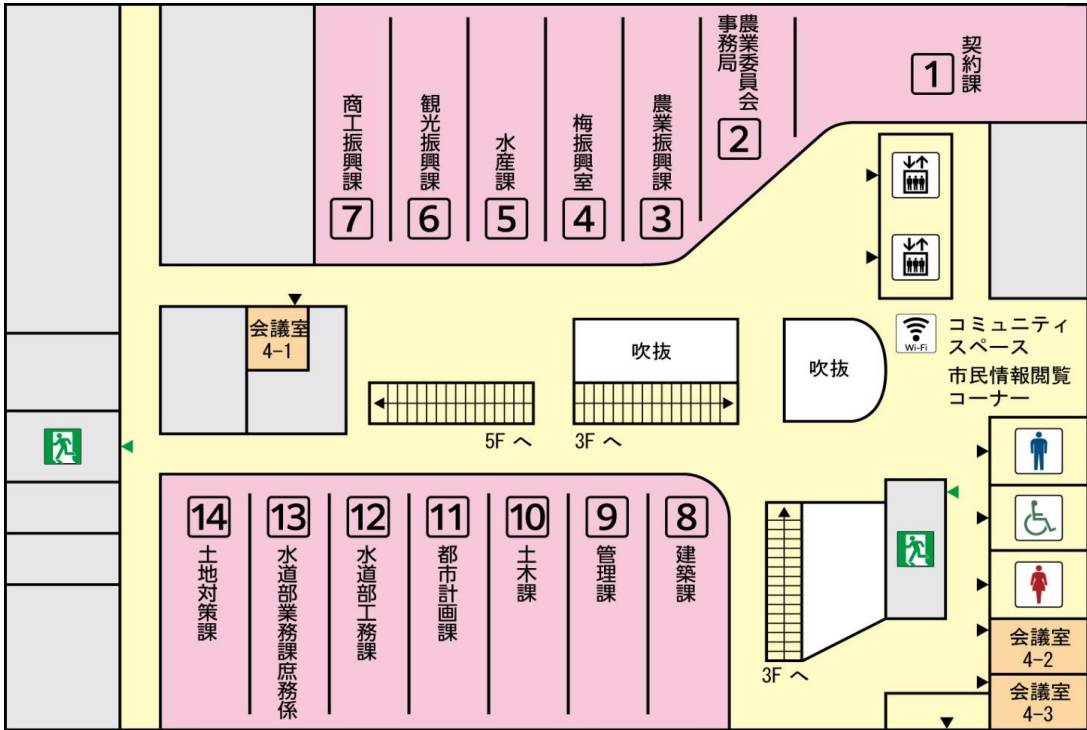 契約課
1
農業委員会
事務局
2
農業振興課
3
梅振興室
4
水産課
5
観光振興課
6
商工振興課
7
会議室
4-1
吹抜
吹抜
Wi-Fi
コミュニティ
スペース
市民情報閲覧
コーナー
5F へ
3F へ
8
建築課
9
管理課
10
土木課
11
都市計画課
12
水道部工務課
13
水道部業務課庶務係
14
土地対策課
3F へ
会議室
4-2
会議室
4-3